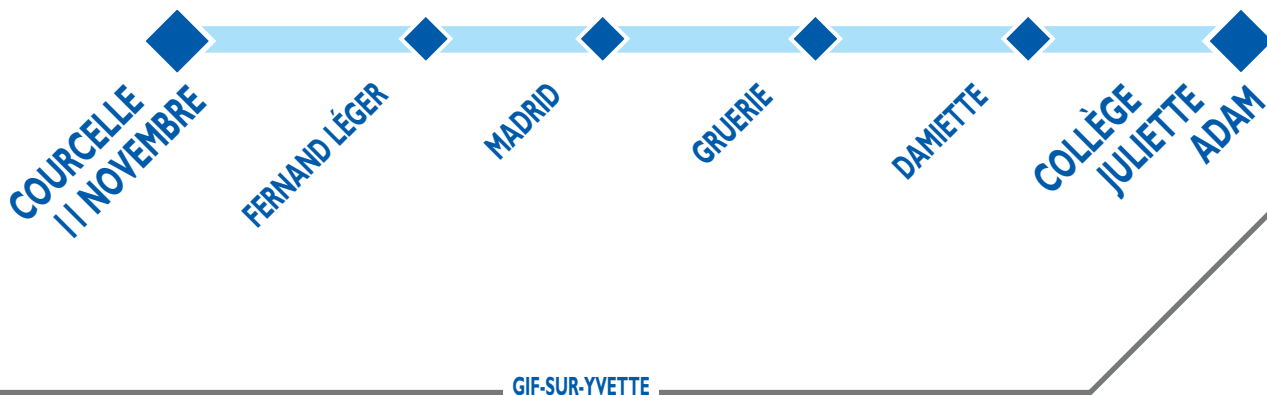 COURCELLE
11 NOVEMBRE
FERNAND LÉGER
MADRID
GRUERIE
DAMIETTE
COLLÈGE
JULIETTE
ADAM
GIF-SUR-YVETTE